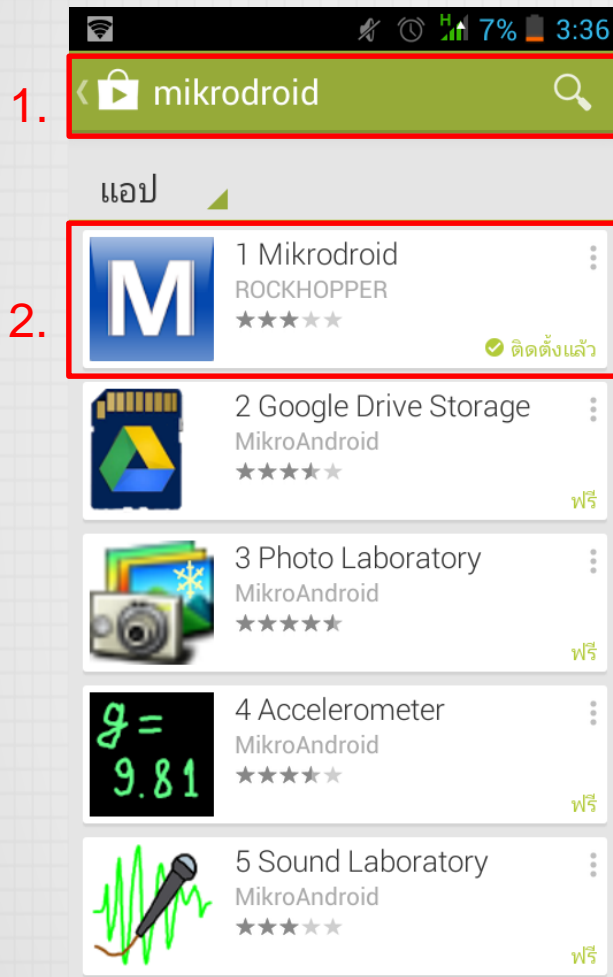 H 7% 3:36
1. mikrodroid
แอป
2.
M
1 Mikrodroid
ROCKHOPPER
ติดตั้งแล้ว
2 Google Drive Storage
MikroAndroid
ฟรี
3 Photo Laboratory
MikroAndroid
ฟรี
g =
9.81
4 Accelerometer
MikroAndroid
ฟรี
5 Sound Laboratory
MikroAndroid
ฟรี